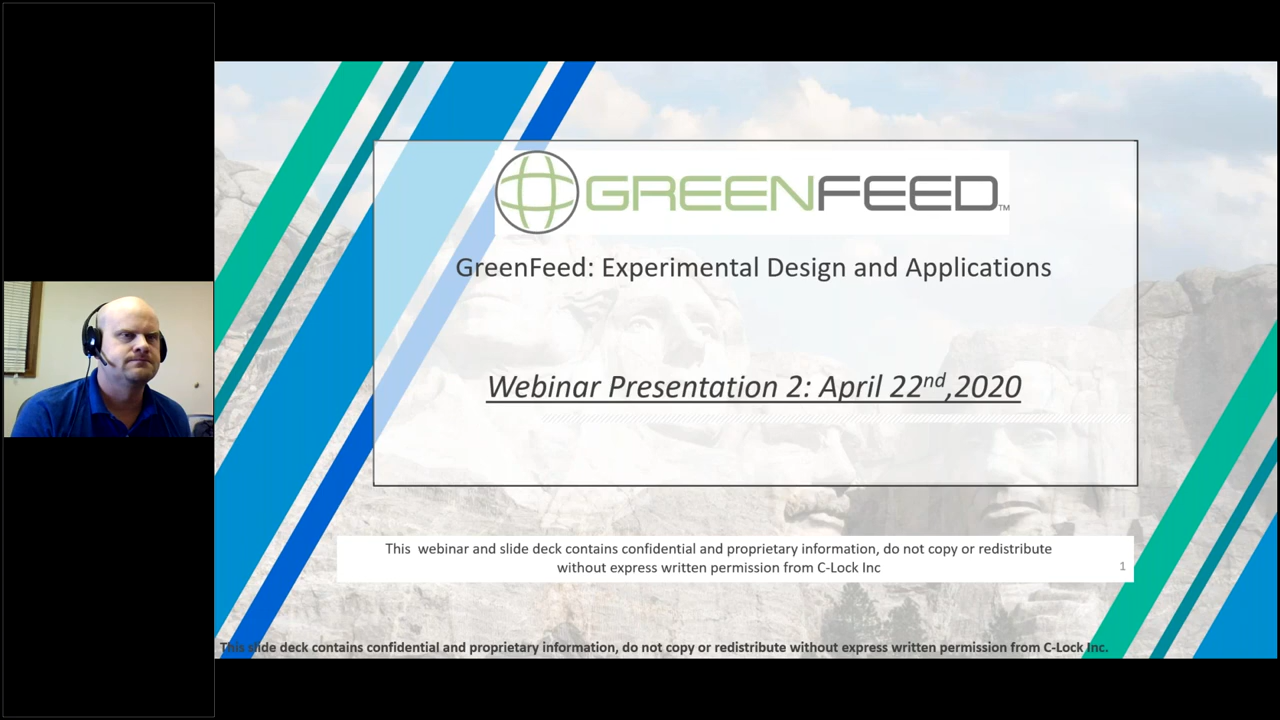 GREENFEED™
GreenFeed: Experimental Design and Applications
Webinar Presentation 2: April 22nd,2020
This webinar and slide deck contains confidential and proprietary information, do not copy or redistribute
without express written permission from C-Lock Inc
1
This slide deck contains confidential and proprietary information, do not copy or redistribute without express written permission from C-Lock Inc.